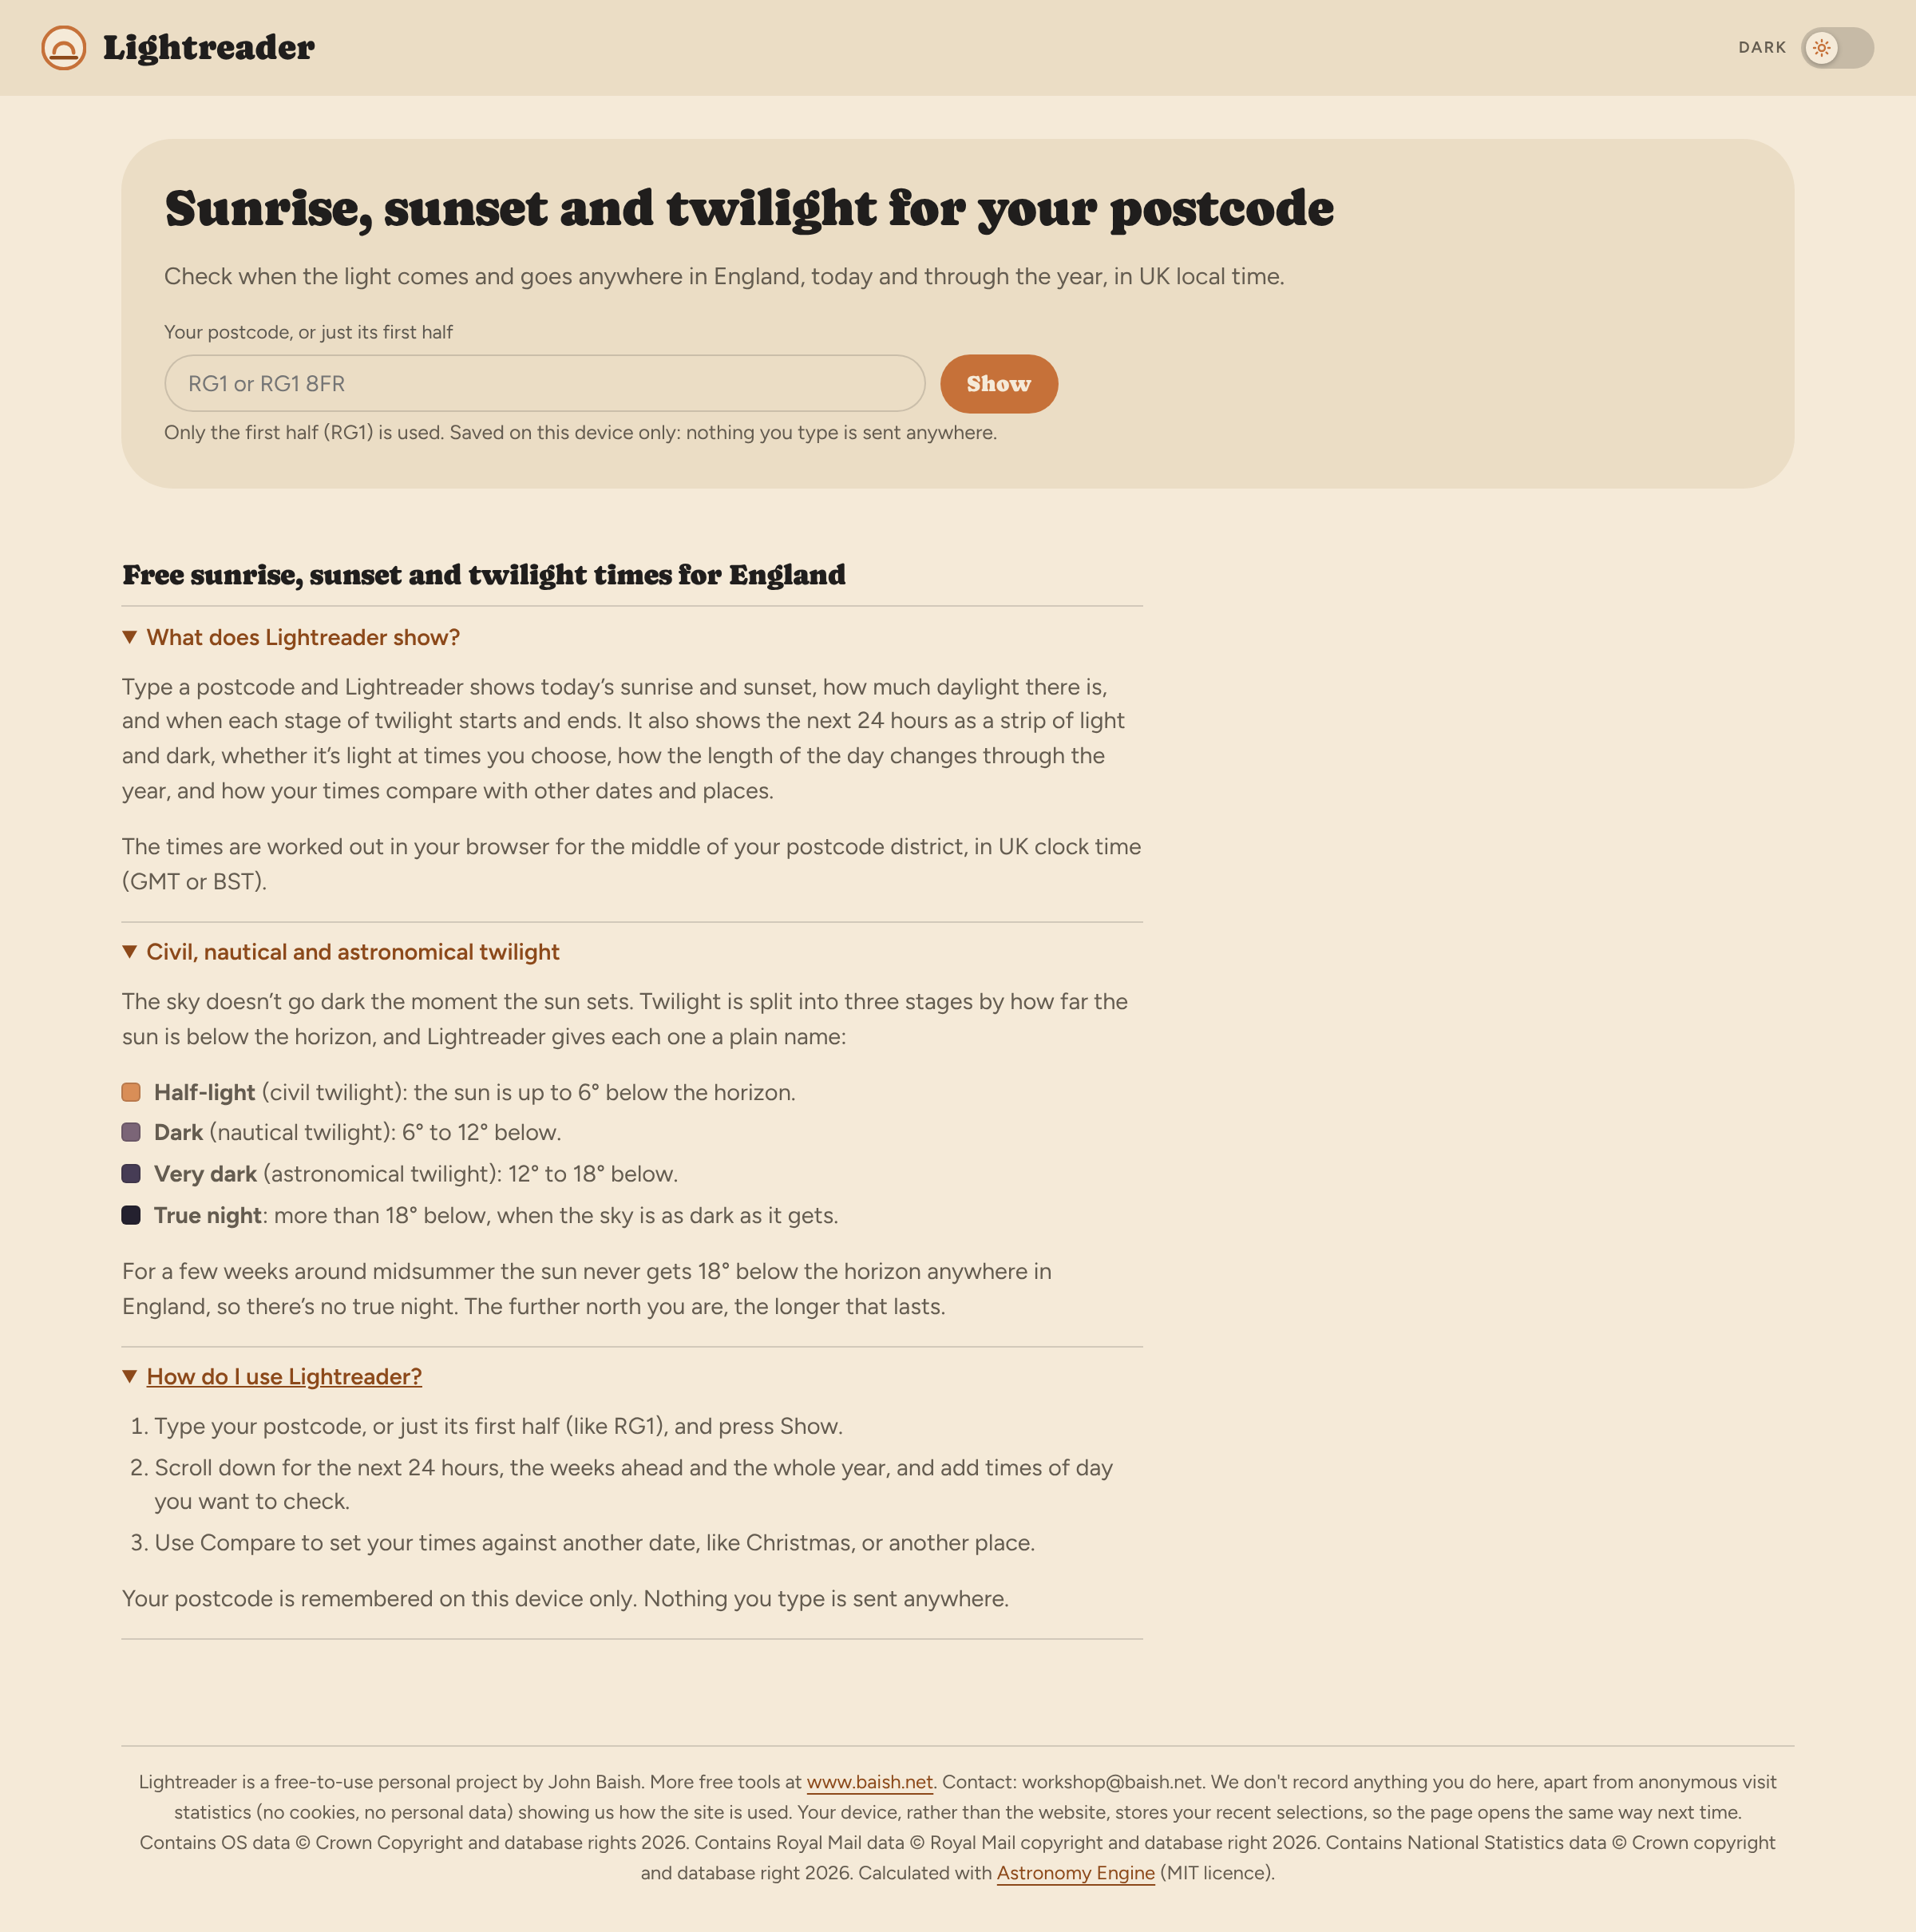 Lightreader
DARK
Sunrise, sunset and twilight for your postcode
Check when the light comes and goes anywhere in England, today and through the year, in UK local time.
Your postcode, or just its first half
RG1 or RG1 8FR
Show
Only the first half (RG1) is used. Saved on this device only: nothing you type is sent anywhere.
Free sunrise, sunset and twilight times for England
▼ What does Lightreader show?
Type a postcode and Lightreader shows today’s sunrise and sunset, how much daylight there is,
and when each stage of twilight starts and ends. It also shows the next 24 hours as a strip of light
and dark, whether it’s light at times you choose, how the length of the day changes through the
year, and how your times compare with other dates and places.
The times are worked out in your browser for the middle of your postcode district, in UK clock time
(GMT or BST).
▼ Civil, nautical and astronomical twilight
The sky doesn’t go dark the moment the sun sets. Twilight is split into three stages by how far the
sun is below the horizon, and Lightreader gives each one a plain name:
Half-light (civil twilight): the sun is up to 6° below the horizon.
Dark (nautical twilight): 6° to 12° below.
Very dark (astronomical twilight): 12° to 18° below.
True night: more than 18° below, when the sky is as dark as it gets.
For a few weeks around midsummer the sun never gets 18° below the horizon anywhere in
England, so there’s no true night. The further north you are, the longer that lasts.
▼ How do I use Lightreader?
1. Type your postcode, or just its first half (like RG1), and press Show.
2. Scroll down for the next 24 hours, the weeks ahead and the whole year, and add times of day
you want to check.
3. Use Compare to set your times against another date, like Christmas, or another place.
Your postcode is remembered on this device only. Nothing you type is sent anywhere.
Lightreader is a free-to-use personal project by John Baish. More free tools at www.baish.net. Contact: workshop@baish.net. We don't record anything you do here, apart from anonymous visit
statistics (no cookies, no personal data) showing us how the site is used. Your device, rather than the website, stores your recent selections, so the page opens the same way next time.
Contains OS data © Crown Copyright and database rights 2026. Contains Royal Mail data © Royal Mail copyright and database right 2026. Contains National Statistics data © Crown copyright
and database right 2026. Calculated with Astronomy Engine (MIT licence).